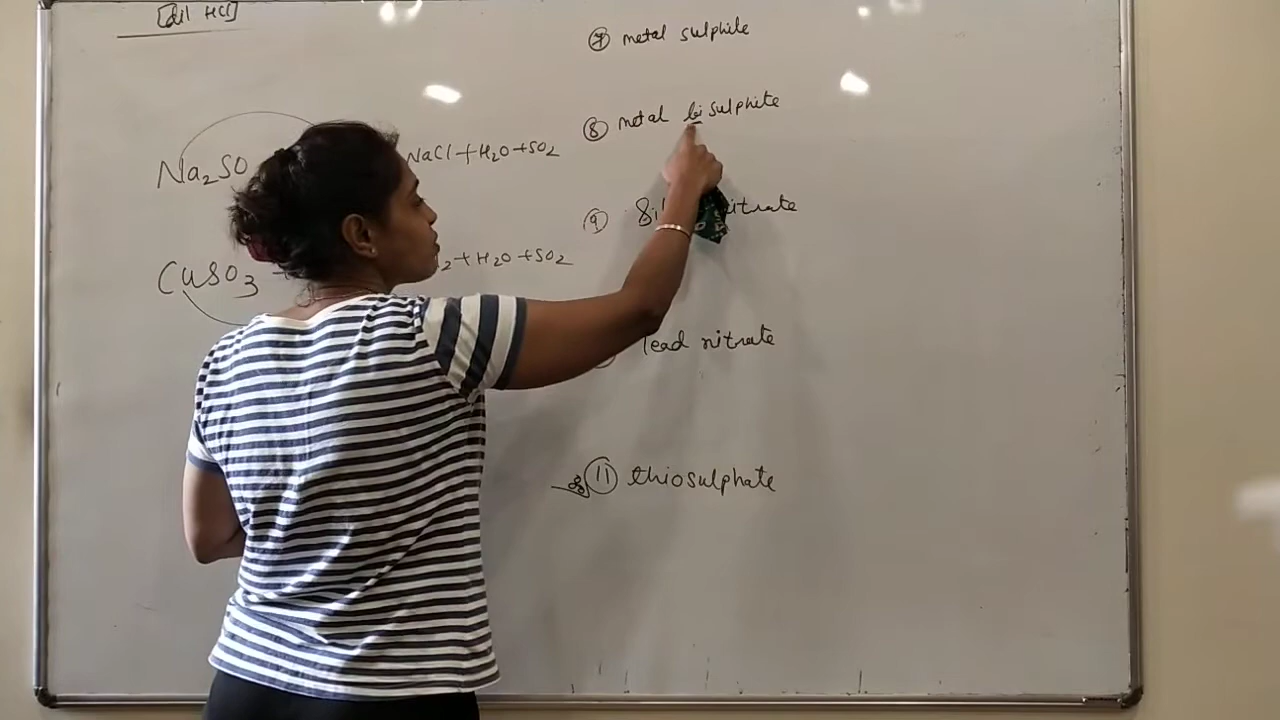 [dil HCl]
Na₂SO NaCl + H₂O + SO₂
CuSO₃ + ₂ + H₂O + SO₂
⑦ metal sulphite
⑧ metal bisulphite
⑨ nitrate
lead nitrate
⑪ thiosulphate